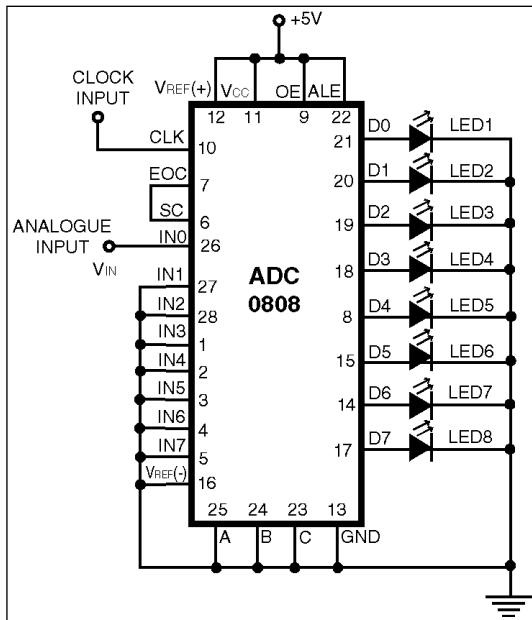 +5V
CLOCK
INPUT
VREF(+) VCC OE ALE
12 11 9 22
CLK 10
EOC 7
SC 6
ANALOGUE
INPUT
VIN
IN0 26
IN1 27
IN2 28
IN3 1
IN4 2
IN5 3
IN6 4
IN7 5
VREF(-) 16
ADC
0808
21 D0 LED1
20 D1 LED2
19 D2 LED3
18 D3 LED4
8 D4 LED5
15 D5 LED6
14 D6 LED7
17 D7 LED8
25 24 23 13
A B C GND